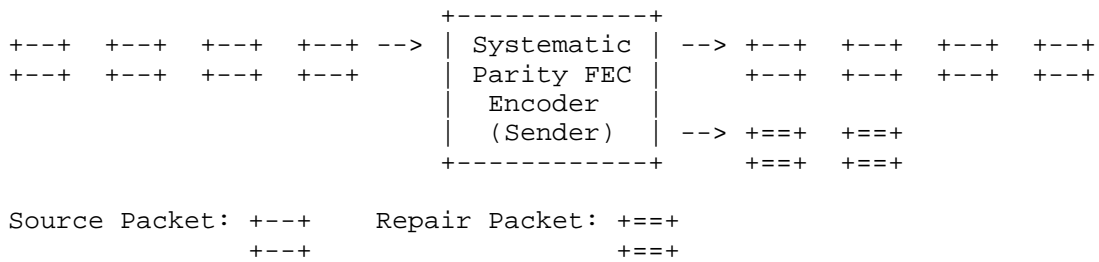 +------------+
+--+  +--+  +--+  +--+ --> | Systematic | --> +--+  +--+  +--+  +--+
+--+  +--+  +--+  +--+     | Parity FEC |     +--+  +--+  +--+  +--+
                           |  Encoder   |
                           |  (Sender)  | --> +==+  +==+
                           +------------+     +==+  +==+

Source Packet: +--+    Repair Packet: +==+
               +--+                   +==+